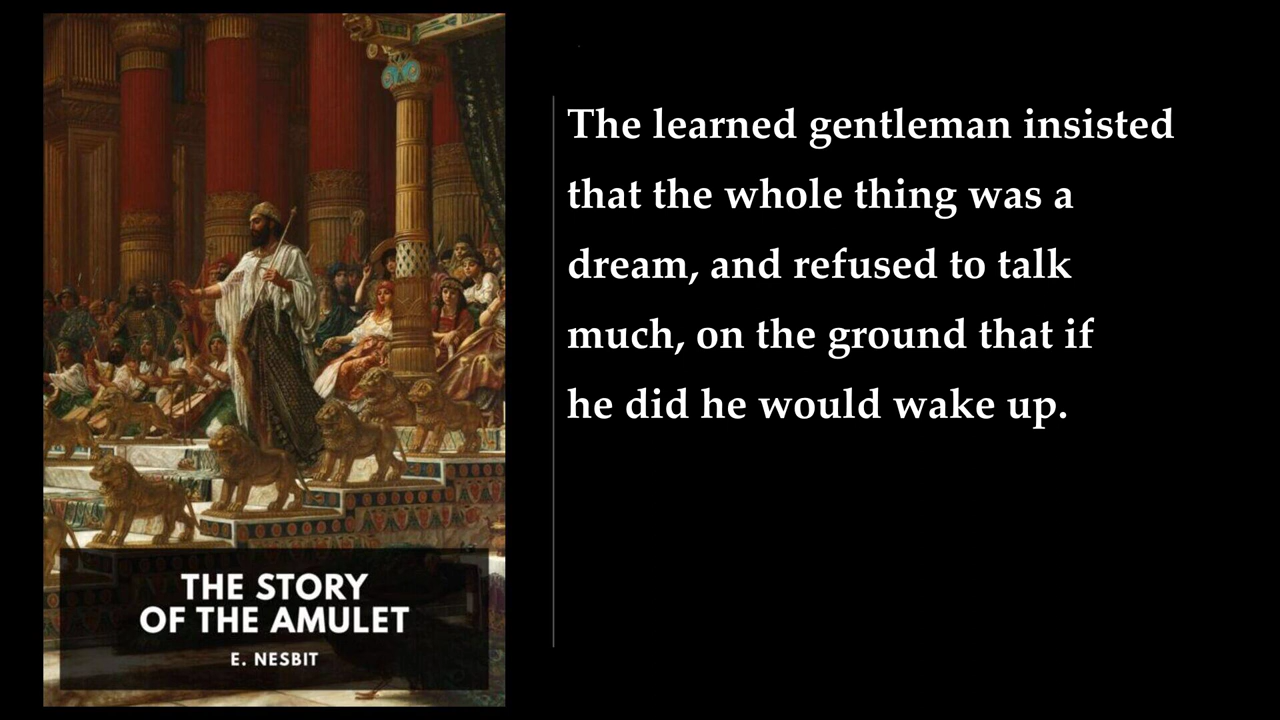 THE STORY
OF THE AMULET
E. NESBIT
The learned gentleman insisted
that the whole thing was a
dream, and refused to talk
much, on the ground that if
he did he would wake up.